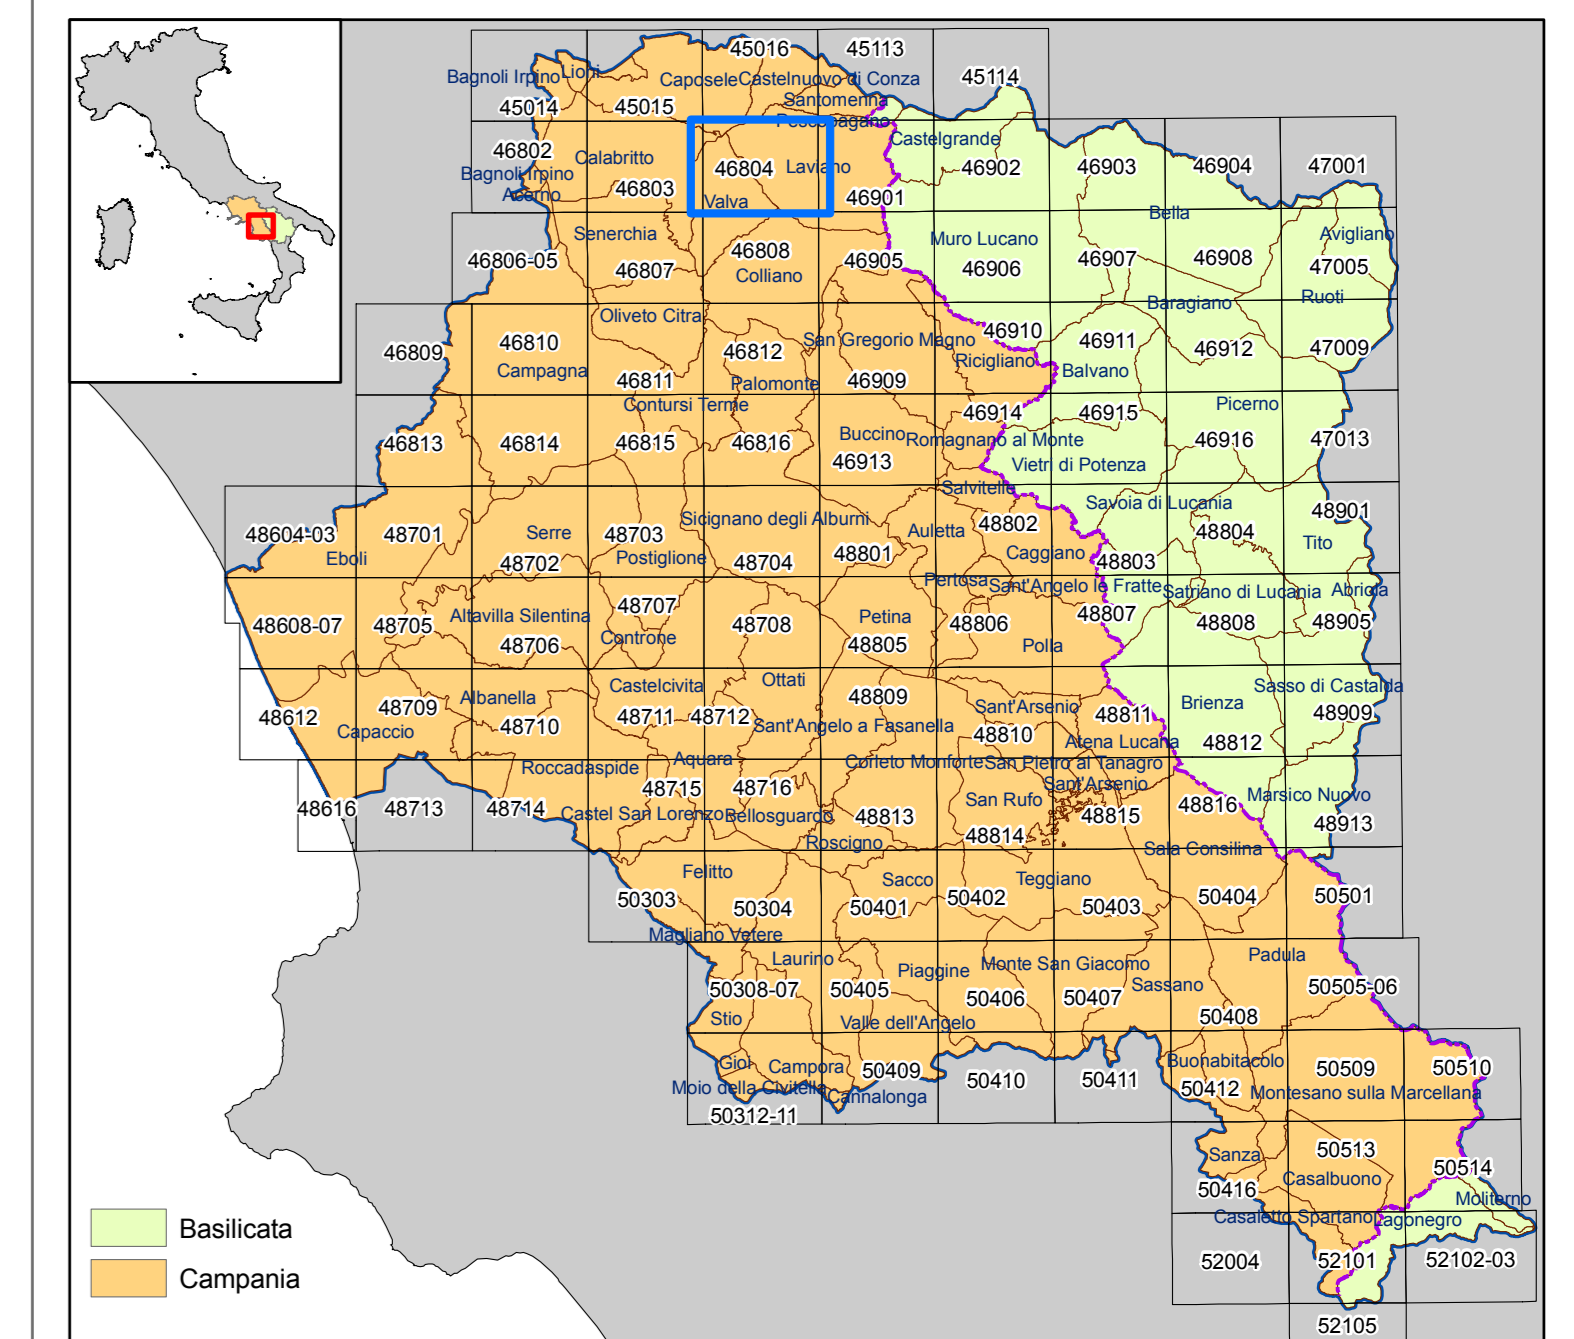 45016
45113
Bagnoli Irpino
Lioni
Caposele
Castelnuovo di Conza
45114
45014
45015
Santomenna
Pescopagano
46802
Calabritto
46804
Laviano
Castelgrande
46902
46903
46904
47001
Bagnoli Irpino
Acerno
46803
Valva
46901
Senerchia
Bella
Avigliano
46806-05
46807
46808
Colliano
46905
Muro Lucano
46906
46907
46908
47005
Oliveto Citra
Baragiano
Ruoti
46809
46810
Campagna
46812
San Gregorio Magno
46910
Ricigliano
46911
46912
47009
46811
Palomonte
46909
Balvano
Contursi Terme
46914
46915
Picerno
46813
46814
46815
46816
Buccino
Romagnano al Monte
46916
47013
46913
Vietri di Potenza
Salvitelle
Savoia di Lucania
48901
48604-03
Eboli
48701
Serre
48702
48703
Postiglione
Sicignano degli Alburni
48704
48801
Auletta
48802
Caggiano
48803
48804
Tito
Pertosa
Sant'Angelo le Fratte
Satriano di Lucania
Abriola
48608-07
48705
Altavilla Silentina
48706
48707
Controne
48708
Petina
48805
48806
Polla
48807
48808
48905
48612
48709
Capaccio
Albanella
48710
Castelcivita
48711
48712
Ottati
Sant'Angelo a Fasanella
48809
Sant'Arsenio
48810
48811
Atena Lucana
Brienza
48812
Sasso di Castalda
48909
Roccadaspide
Aquara
Corleto Monforte
San Pietro al Tanagro
Sant'Arsenio
48616
48713
48714
48715
Castel San Lorenzo
48716
Bellosguardo
48813
Roscigno
San Rufo
48814
48815
48816
Marsico Nuovo
48913
Sala Consilina
Felitto
50303
50304
Sacco
50401
50402
Teggiano
50403
50404
50501
Magliano Vetere
Laurino
50308-07
50405
Piaggine
50406
Monte San Giacomo
50407
Sassano
Padula
50505-06
50408
Stio
Valle dell'Angelo
Gioi
Campora
50409
50410
50411
Buonabitacolo
50412
50509
50510
Montesano sulla Marcellana
Moio della Civitella
Cannalonga
50312-11
Sanza
50416
50513
Casalbuono
50514
Moliterno
Casaletto Spartano
Lagonegro
52004
52101
52102-03
52105
Basilicata
Campania